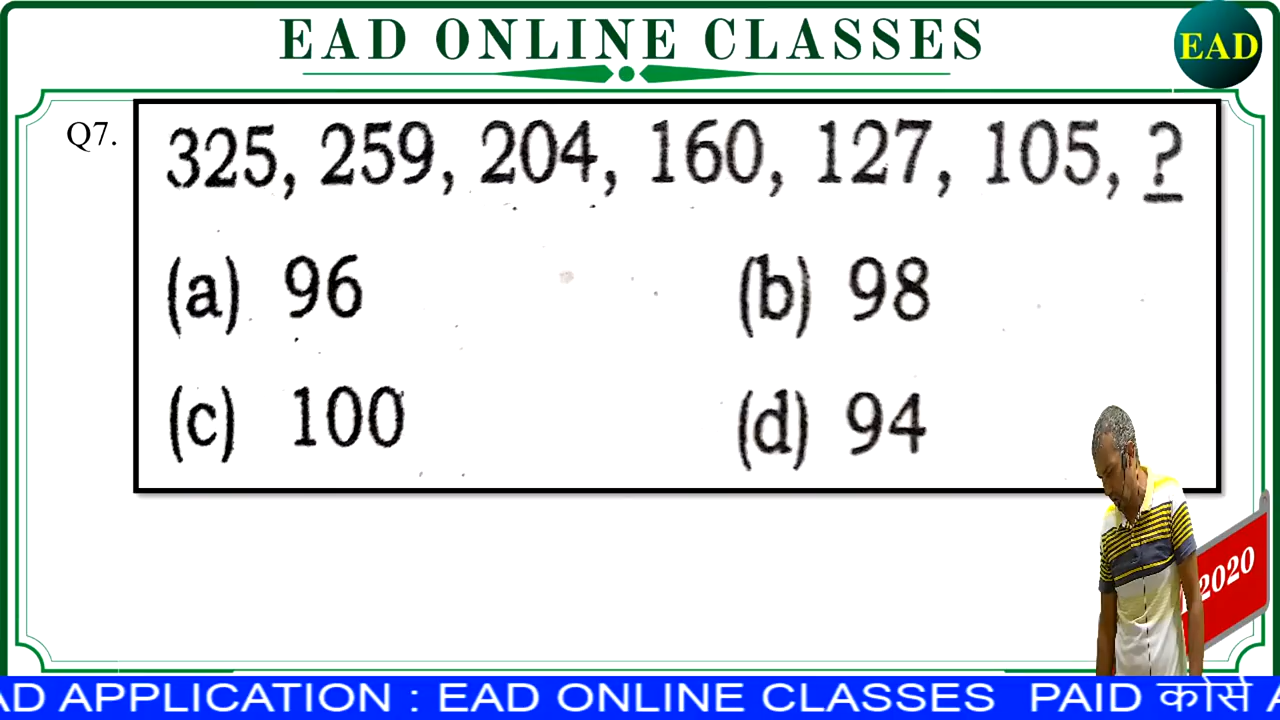 EAD ONLINE CLASSES
EAD
Q7. 325, 259, 204, 160, 127, 105, ?
(a) 96 (b) 98
(c) 100 (d) 94
2020
AD APPLICATION : EAD ONLINE CLASSES PAID कोर्स A